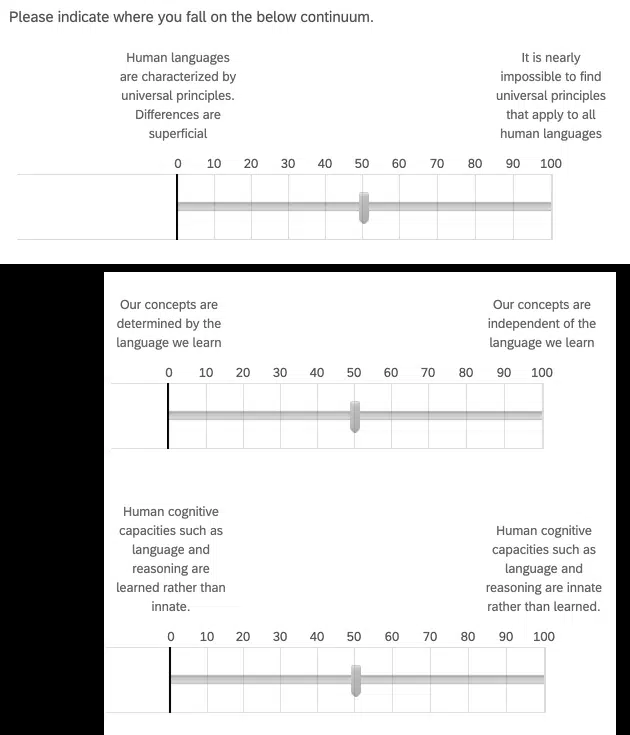 Please indicate where you fall on the below continuum.
Human languages
are characterized by
universal principles.
Differences are
superficial
It is nearly
impossible to find
universal principles
that apply to all
human languages
0 10 20 30 40 50 60 70 80 90 100
Our concepts are
determined by the
language we learn
Our concepts are
independent of the
language we learn
0 10 20 30 40 50 60 70 80 90 100
Human cognitive
capacities such as
language and
reasoning are
learned rather than
innate.
Human cognitive
capacities such as
language and
reasoning are innate
rather than learned.
0 10 20 30 40 50 60 70 80 90 100